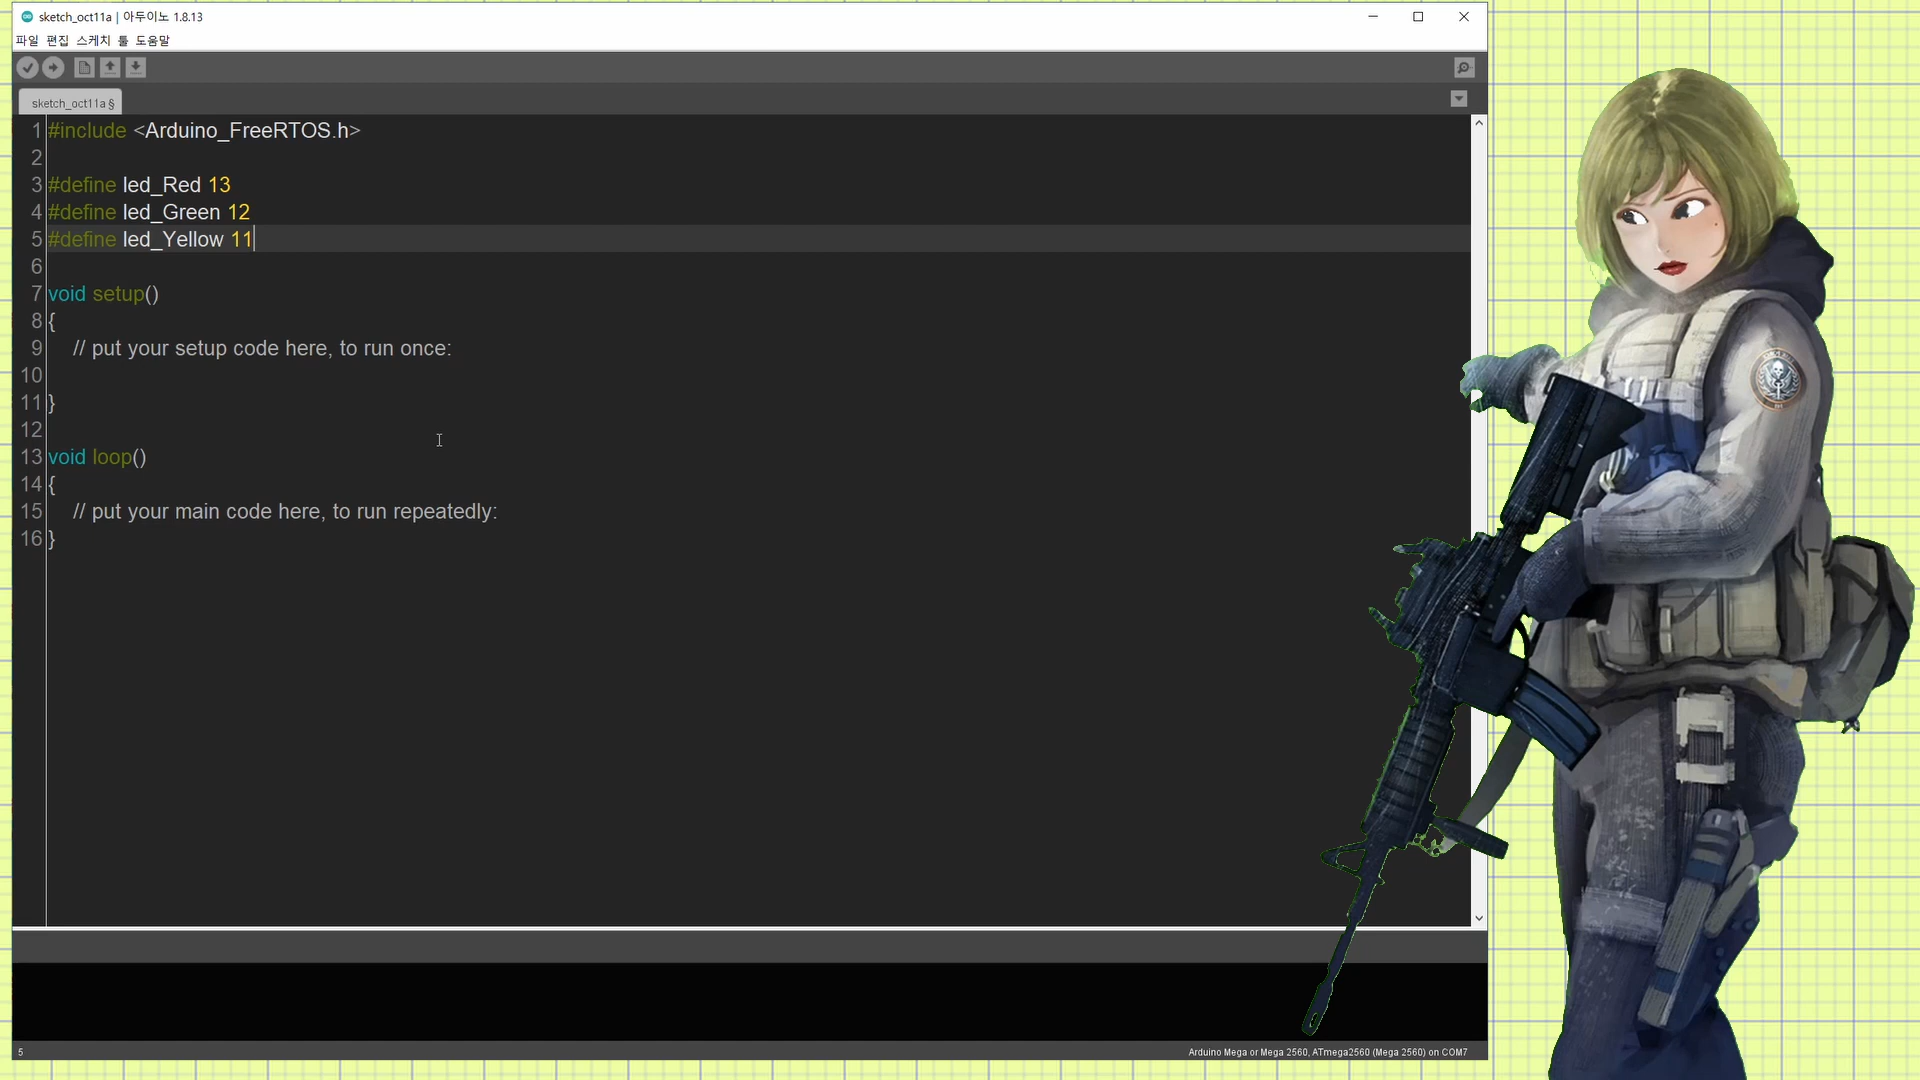 sketch_oct11a | 아두이노 1.8.13
파일 편집 스케치 툴 도움말
sketch_oct11a §
1 #include <Arduino_FreeRTOS.h>
2
3 #define led_Red 13
4 #define led_Green 12
5 #define led_Yellow 11
6
7 void setup()
8 {
9 // put your setup code here, to run once:
10
11 }
12
13 void loop()
14 {
15 // put your main code here, to run repeatedly:
16 }
5
Arduino Mega or Mega 2560, ATmega2560 (Mega 2560) on COM7